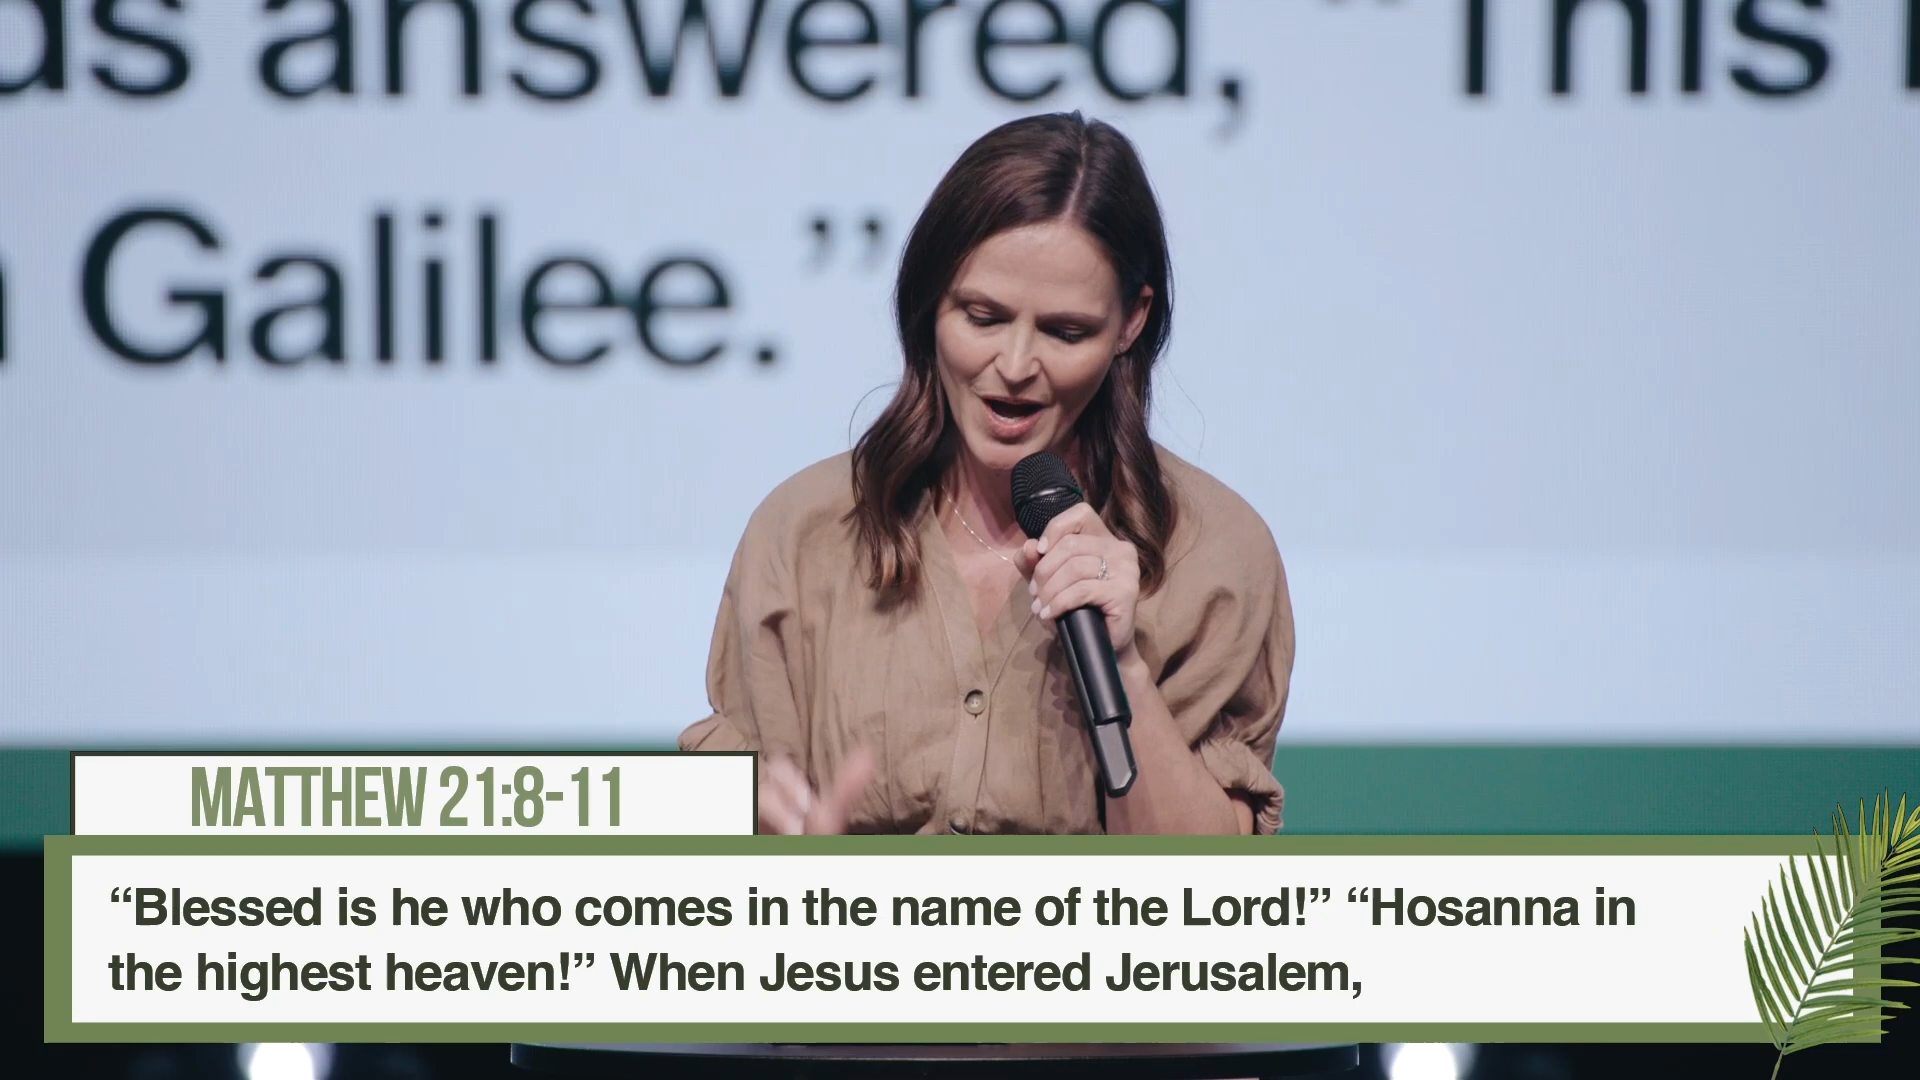 ds answered, “This
Galilee.”
MATTHEW 21:8-11
“Blessed is he who comes in the name of the Lord!” “Hosanna in
the highest heaven!” When Jesus entered Jerusalem,